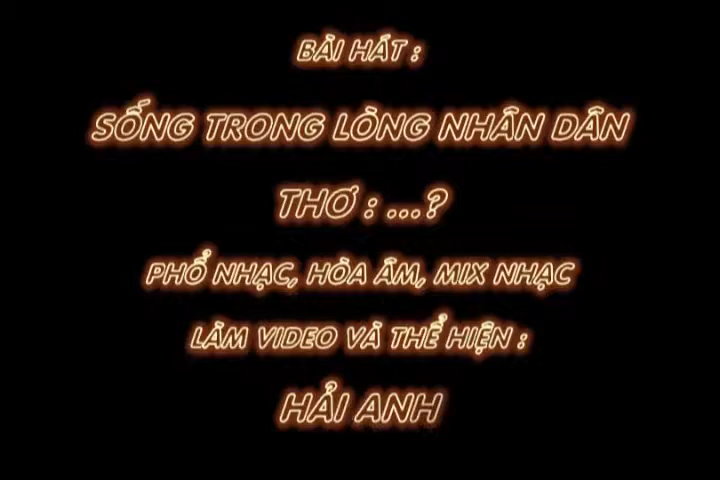 BÀI HÁT :
SỐNG TRONG LÒNG NHÂN DÂN
THƠ : ...?
PHỔ NHẠC, HÒA ÂM, MIX NHẠC
LÀM VIDEO VÀ THỂ HIỆN :
HẢI ANH